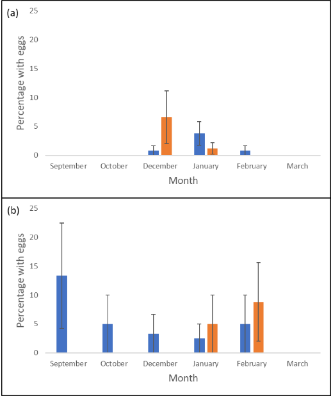 (a)
25
20
15
10
5
0
Percentage with eggs
September October December January February March
Month
(b)
25
20
15
10
5
0
Percentage with eggs
September October December January February March
Month